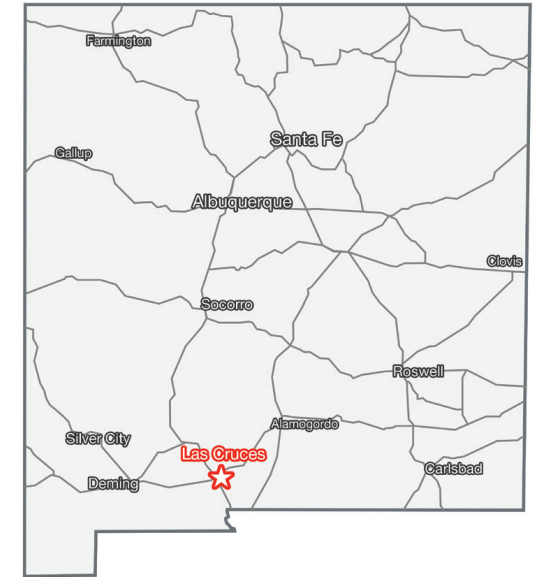 Farmington
Santa Fe
Gallup
Albuquerque
Clovis
Socorro
Roswell
Alamogordo
Silver City
Las Cruces
Carlsbad
Deming